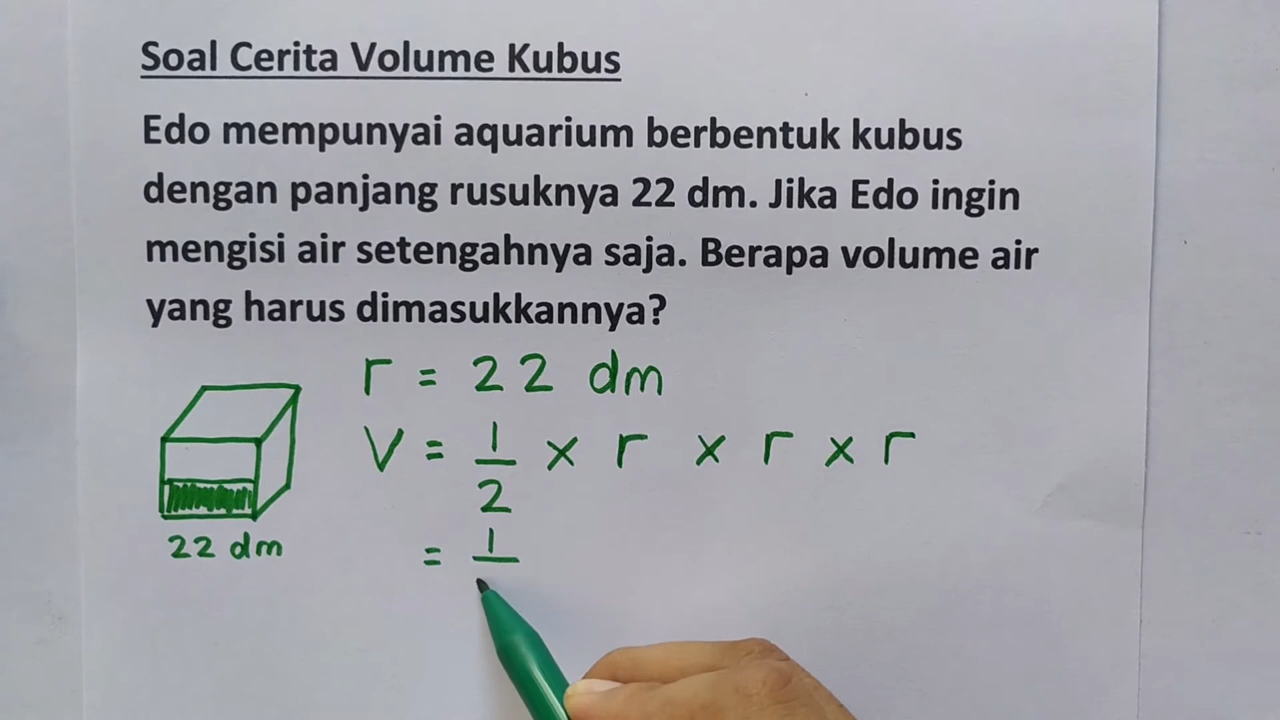 Soal Cerita Volume Kubus
Edo mempunyai aquarium berbentuk kubus
dengan panjang rusuknya 22 dm. Jika Edo ingin
mengisi air setengahnya saja. Berapa volume air
yang harus dimasukkannya?
r = 22 dm
V = 1/2 x r x r x r
= 1
22 dm